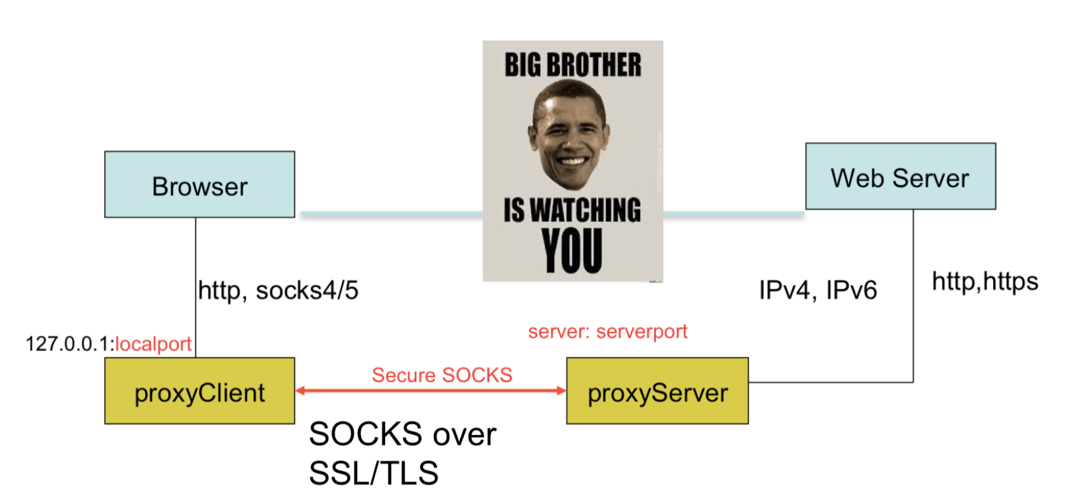 BIG BROTHER
IS WATCHING
YOU
Browser
Web Server
http, socks4/5
IPv4, IPv6
http,https
127.0.0.1:localport
server: serverport
proxyClient
Secure SOCKS
proxyServer
SOCKS over
SSL/TLS